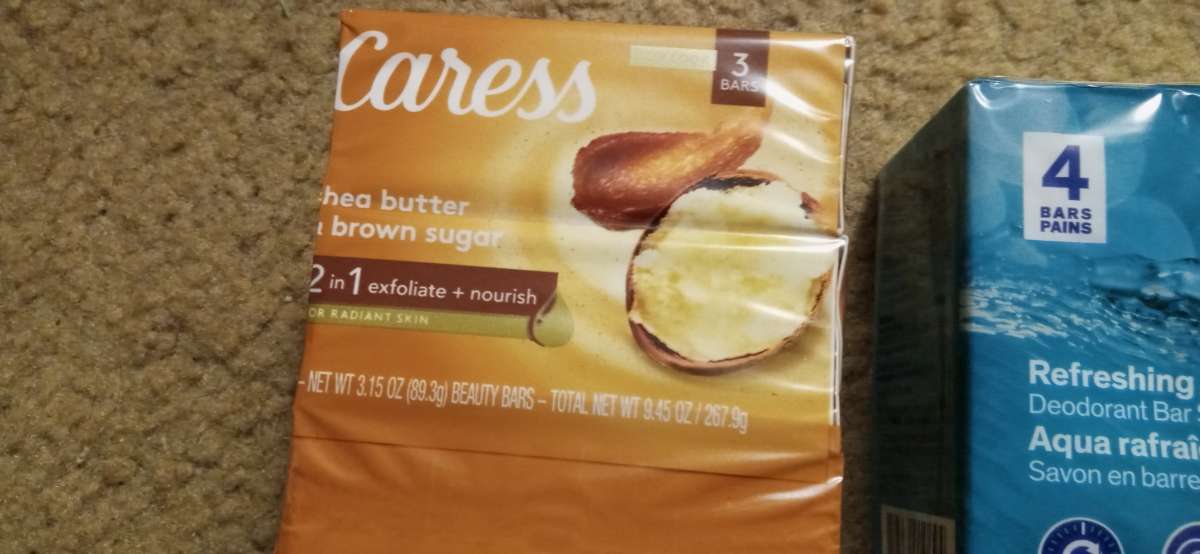 Caress
3
BARS
hea butter
brown sugar
2 in 1 exfoliate + nourish
OR RADIANT SKIN
- NET WT 3.15 OZ (89.3g) BEAUTY BARS – TOTAL NET WT 9.45 OZ / 267.9g
4
BARS
PAINS
Refreshing
Deodorant Bar
Aqua rafraî
Savon en barre